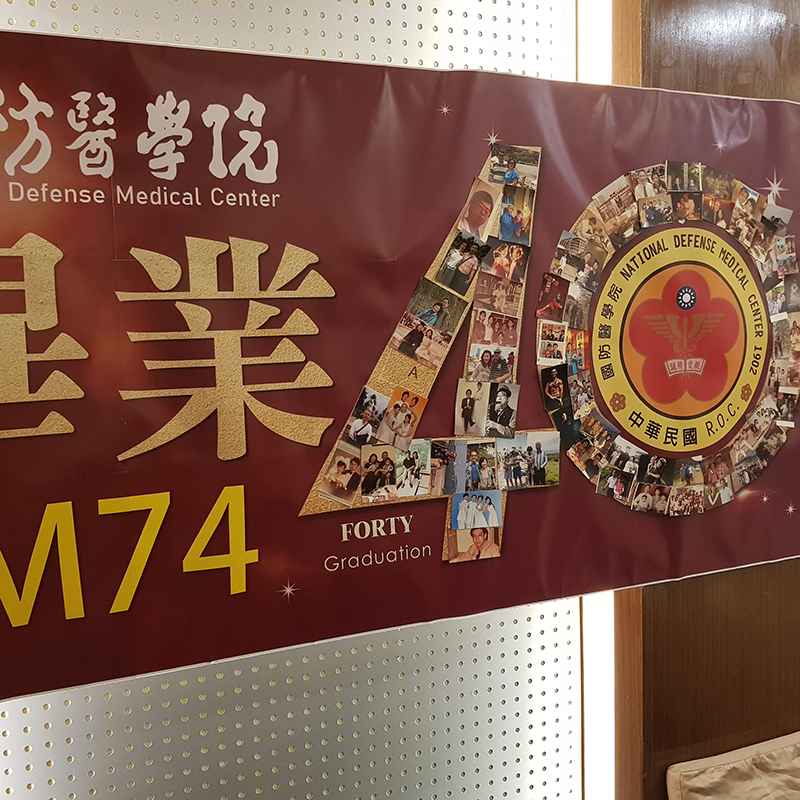 防醫學院
Defense Medical Center
業
M74
FORTY
Graduation
國防醫學院 NATIONAL DEFENSE MEDICAL CENTER 1902
中華民國 R.O.C.
A